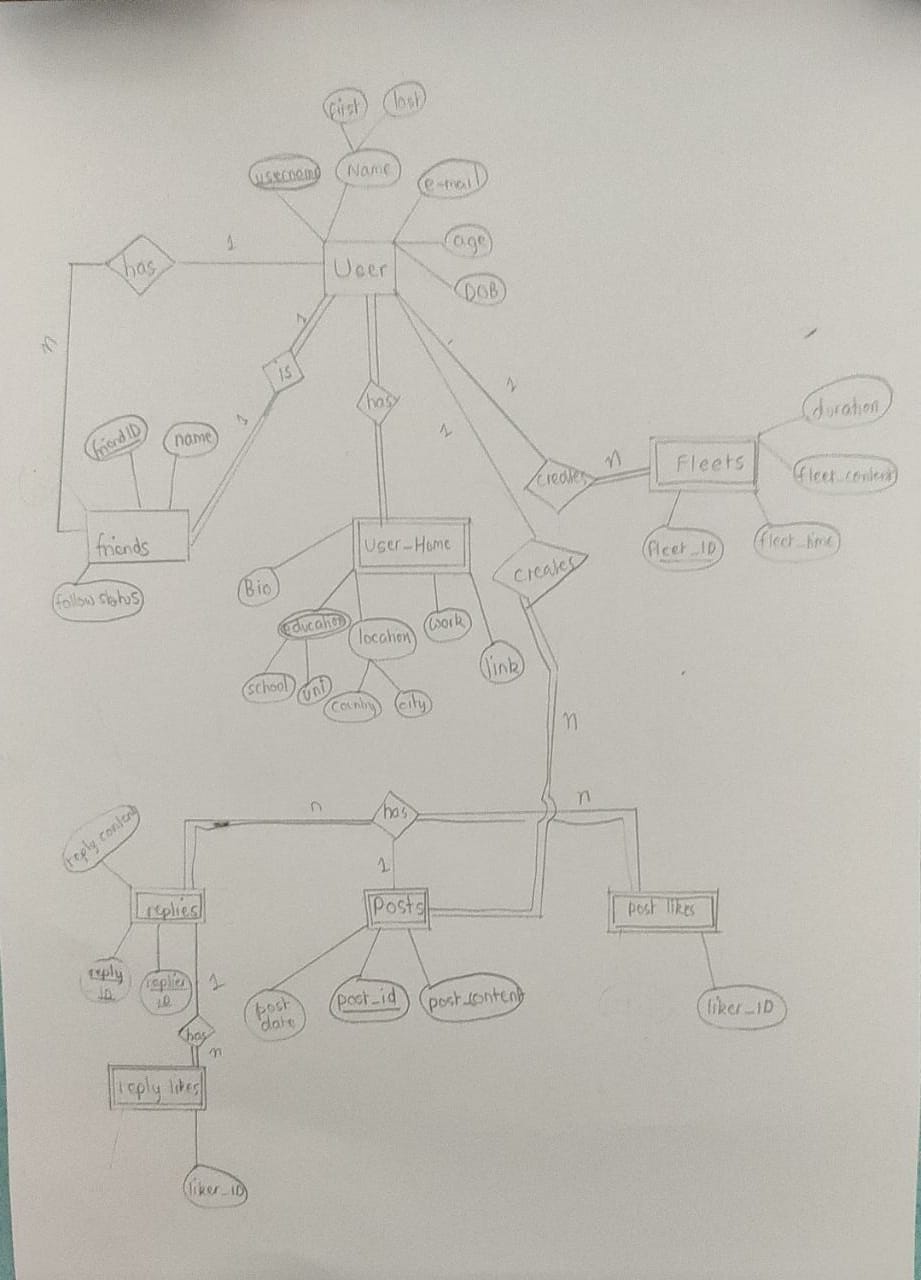 first
last
username
Name
e-mail
age
DOB
User
has
1
n
1
is
1
has
1
1
creates
n
Fleets
duration
fleet_content
fleet_time
fleet_ID
friendID
name
friends
follow status
User-Home
Bio
education
school
uni
location
country
city
work
link
creates
n
has
n
n
1
reply content
replies
reply
ID
replier
ID
1
has
n
reply likes
liker_ID
Posts
post
date
post_id
post_content
post likes
liker_ID